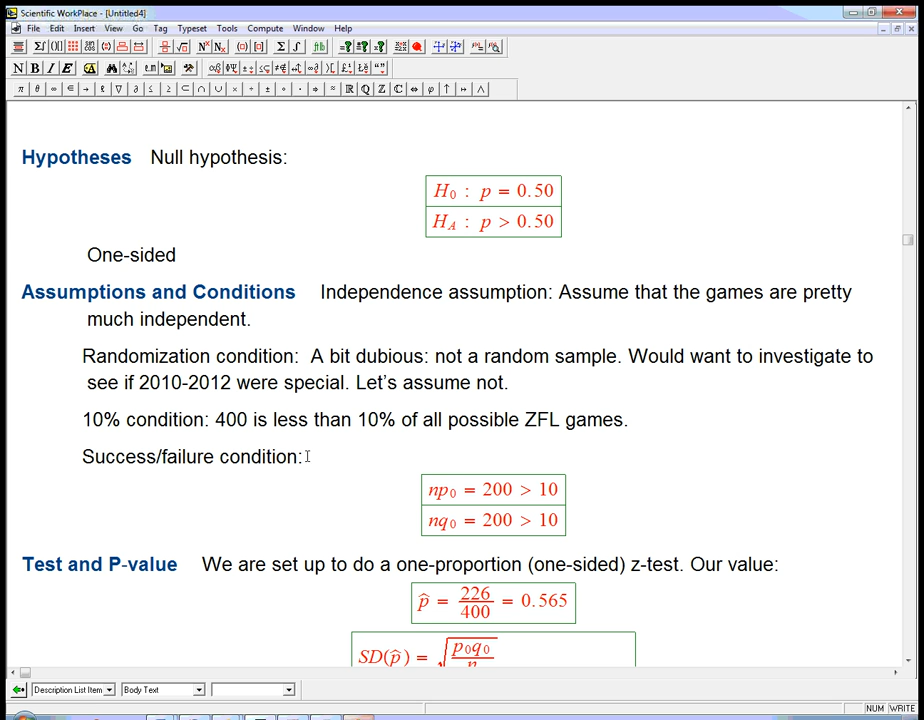 Scientific WorkPlace - [Untitled4]
File Edit Insert View Go Tag Typeset Tools Compute Window Help
Hypotheses Null hypothesis:
H₀ : p = 0.50
H_A : p > 0.50
One-sided
Assumptions and Conditions Independence assumption: Assume that the games are pretty
much independent.
Randomization condition: A bit dubious: not a random sample. Would want to investigate to
see if 2010-2012 were special. Let's assume not.
10% condition: 400 is less than 10% of all possible ZFL games.
Success/failure condition:
np₀ = 200 > 10
nq₀ = 200 > 10
Test and P-value We are set up to do a one-proportion (one-sided) z-test. Our value:
p̂ = 226/400 = 0.565
SD(p̂) = √p₀q₀
Description List Item Body Text
NUM WRITE